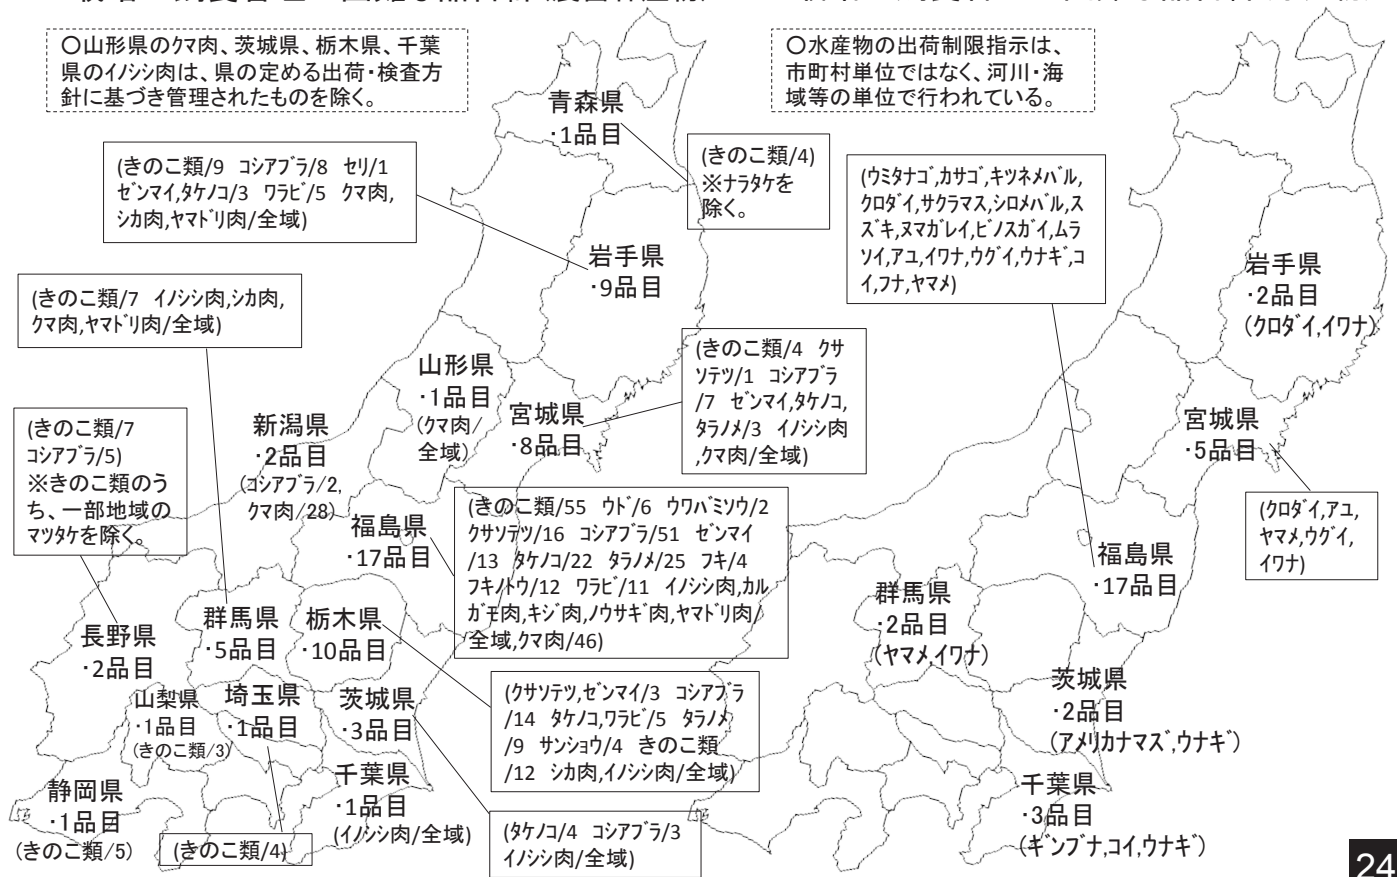 〇山形県のｸﾏ肉、茨城県、栃木県、千葉
県のｲﾉｼｼ肉は、県の定める出荷・検査方
針に基づき管理されたものを除く。
青森県
･1品目
(きのこ類/4)
※ﾅﾗﾀｹを
除く。
(きのこ類/9 ｺｼｱﾌﾞﾗ/8 ｾﾘ/1
ｾﾞﾝﾏｲ,ﾀｹﾉｺ/3 ﾜﾗﾋﾞ/5 ｸﾏ肉,
ｼｶ肉,ﾔﾏﾄﾞﾘ肉/全域)
岩手県
･9品目
(きのこ類/7 ｲﾉｼｼ肉,ｼｶ肉,
ｸﾏ肉,ﾔﾏﾄﾞﾘ肉/全域)
山形県
･1品目
(ｸﾏ肉/
全域)
(きのこ類/4 ｸｻ
ｿﾃﾂ/1 ｺｼｱﾌﾞﾗ
/7 ｾﾞﾝﾏｲ,ﾀｹﾉｺ,
ﾀﾗﾉﾒ/3 ｲﾉｼｼ肉
,ｸﾏ肉/全域)
宮城県
･8品目
新潟県
･2品目
(ｺｼｱﾌﾞﾗ/2,
ｸﾏ肉/28)
(きのこ類/7
ｺｼｱﾌﾞﾗ/5)
※きのこ類のう
ち、一部地域の
ﾏﾂﾀｹを除く。
福島県
･17品目
(きのこ類/55 ｳﾄﾞ/6 ｳﾜﾊﾞﾐｿｳ/2
ｸｻｿﾃﾂ/16 ｺｼｱﾌﾞﾗ/51 ｾﾞﾝﾏｲ
/13 ﾀｹﾉｺ/22 ﾀﾗﾉﾒ/25 ﾌｷ/4
ﾌｷﾉﾄｳ/12 ﾜﾗﾋﾞ/11 ｲﾉｼｼ肉,ｶﾙ
ｶﾞﾓ肉,ｷｼﾞ肉,ﾉｳｻｷﾞ肉,ﾔﾏﾄﾞﾘ肉/
全域,ｸﾏ肉/46)
長野県
･2品目
群馬県
･5品目
栃木県
･10品目
山梨県
･1品目
(きのこ類/3)
埼玉県
･1品目
茨城県
･3品目
(ｸｻｿﾃﾂ,ｾﾞﾝﾏｲ/3 ｺｼｱﾌﾞﾗ
/14 ﾀｹﾉｺ,ﾜﾗﾋﾞ/5 ﾀﾗﾉﾒ
/9 ｻﾝｼｮｳ/4 きのこ類
/12 ｼｶ肉,ｲﾉｼｼ肉/全域)
静岡県
･1品目
(きのこ類/5)
(きのこ類/4)
千葉県
･1品目
(ｲﾉｼｼ肉/全域)
(ﾀｹﾉｺ/4 ｺｼｱﾌﾞﾗ/3
ｲﾉｼｼ肉/全域)
〇水産物の出荷制限指示は、
市町村単位ではなく、河川・海
域等の単位で行われている。
(ｳﾐﾀﾅｺﾞ,ｶｻｺﾞ,ｷﾂﾈﾒﾊﾞﾙ,
ｸﾛﾀﾞｲ,ｻｸﾗﾏｽ,ｼﾛﾒﾊﾞﾙ,ｽ
ｽﾞｷ,ﾇﾏｶﾞﾚｲ,ﾋﾞﾉｽｶﾞｲ,ﾑﾗ
ｿｲ,ｱﾕ,ｲﾜﾅ,ｳｸﾞｲ,ｳﾅｷﾞ,ｺ
ｲ,ﾌﾅ,ﾔﾏﾒ)
岩手県
･2品目
(ｸﾛﾀﾞｲ,ｲﾜﾅ)
宮城県
･5品目
(ｸﾛﾀﾞｲ,ｱﾕ,
ﾔﾏﾒ,ｳｸﾞｲ,
ｲﾜﾅ)
福島県
･17品目
群馬県
･2品目
(ﾔﾏﾒ,ｲﾜﾅ)
茨城県
･2品目
(ｱﾒﾘｶﾅﾏｽﾞ,ｳﾅｷﾞ)
千葉県
･3品目
(ｷﾞﾝﾌﾞﾅ,ｺｲ,ｳﾅｷﾞ)
24